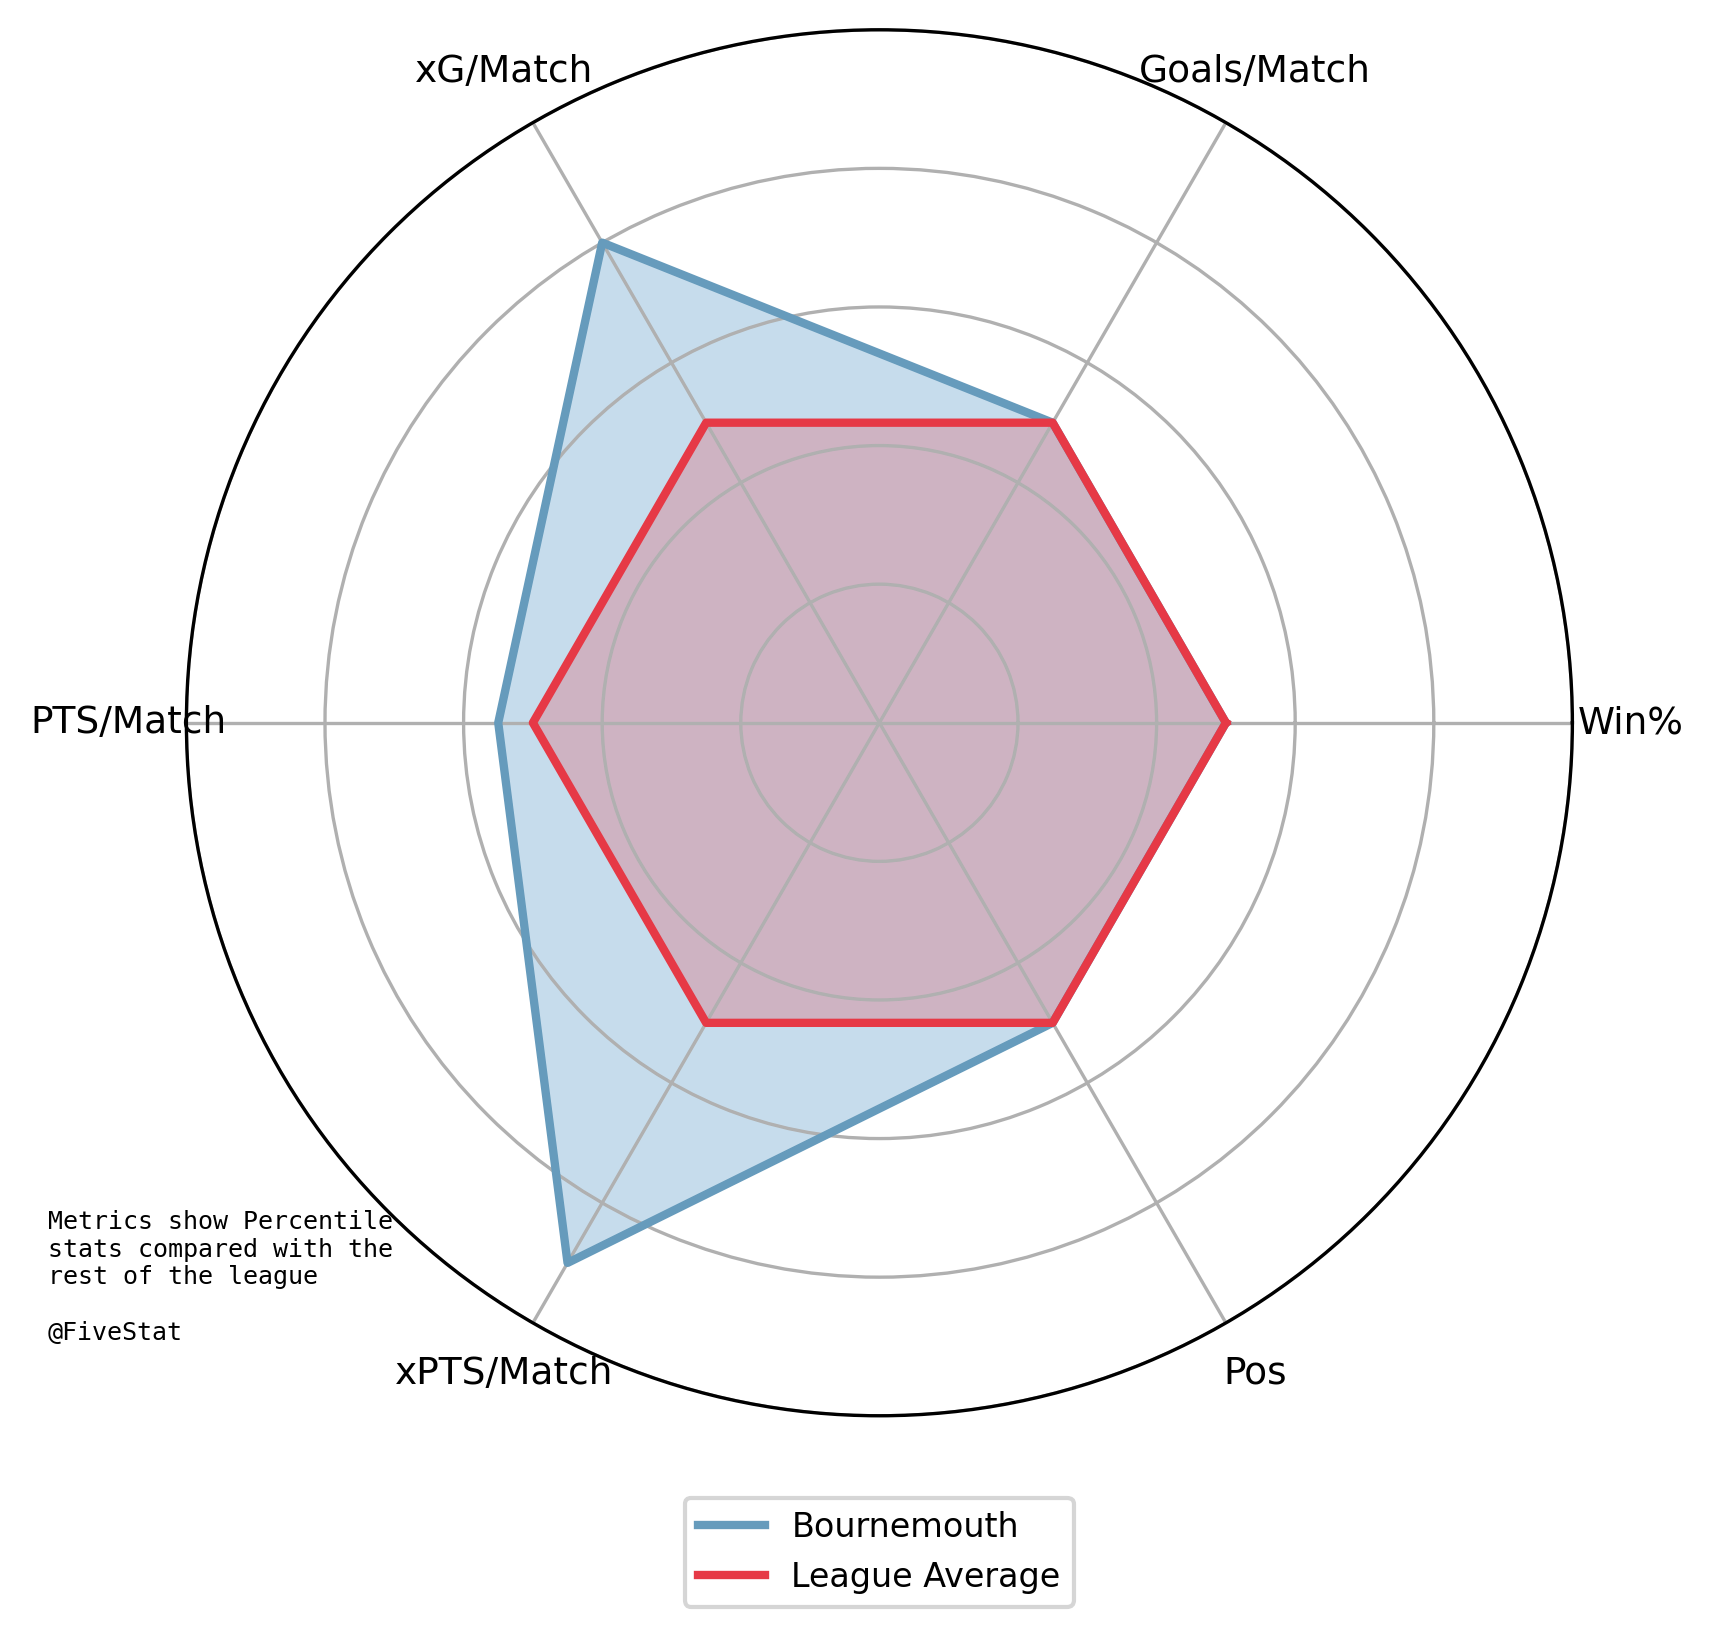 xG/Match
Goals/Match
PTS/Match
Win%
Metrics show Percentile
stats compared with the
rest of the league
@FiveStat
xPTS/Match
Pos
Bournemouth
League Average